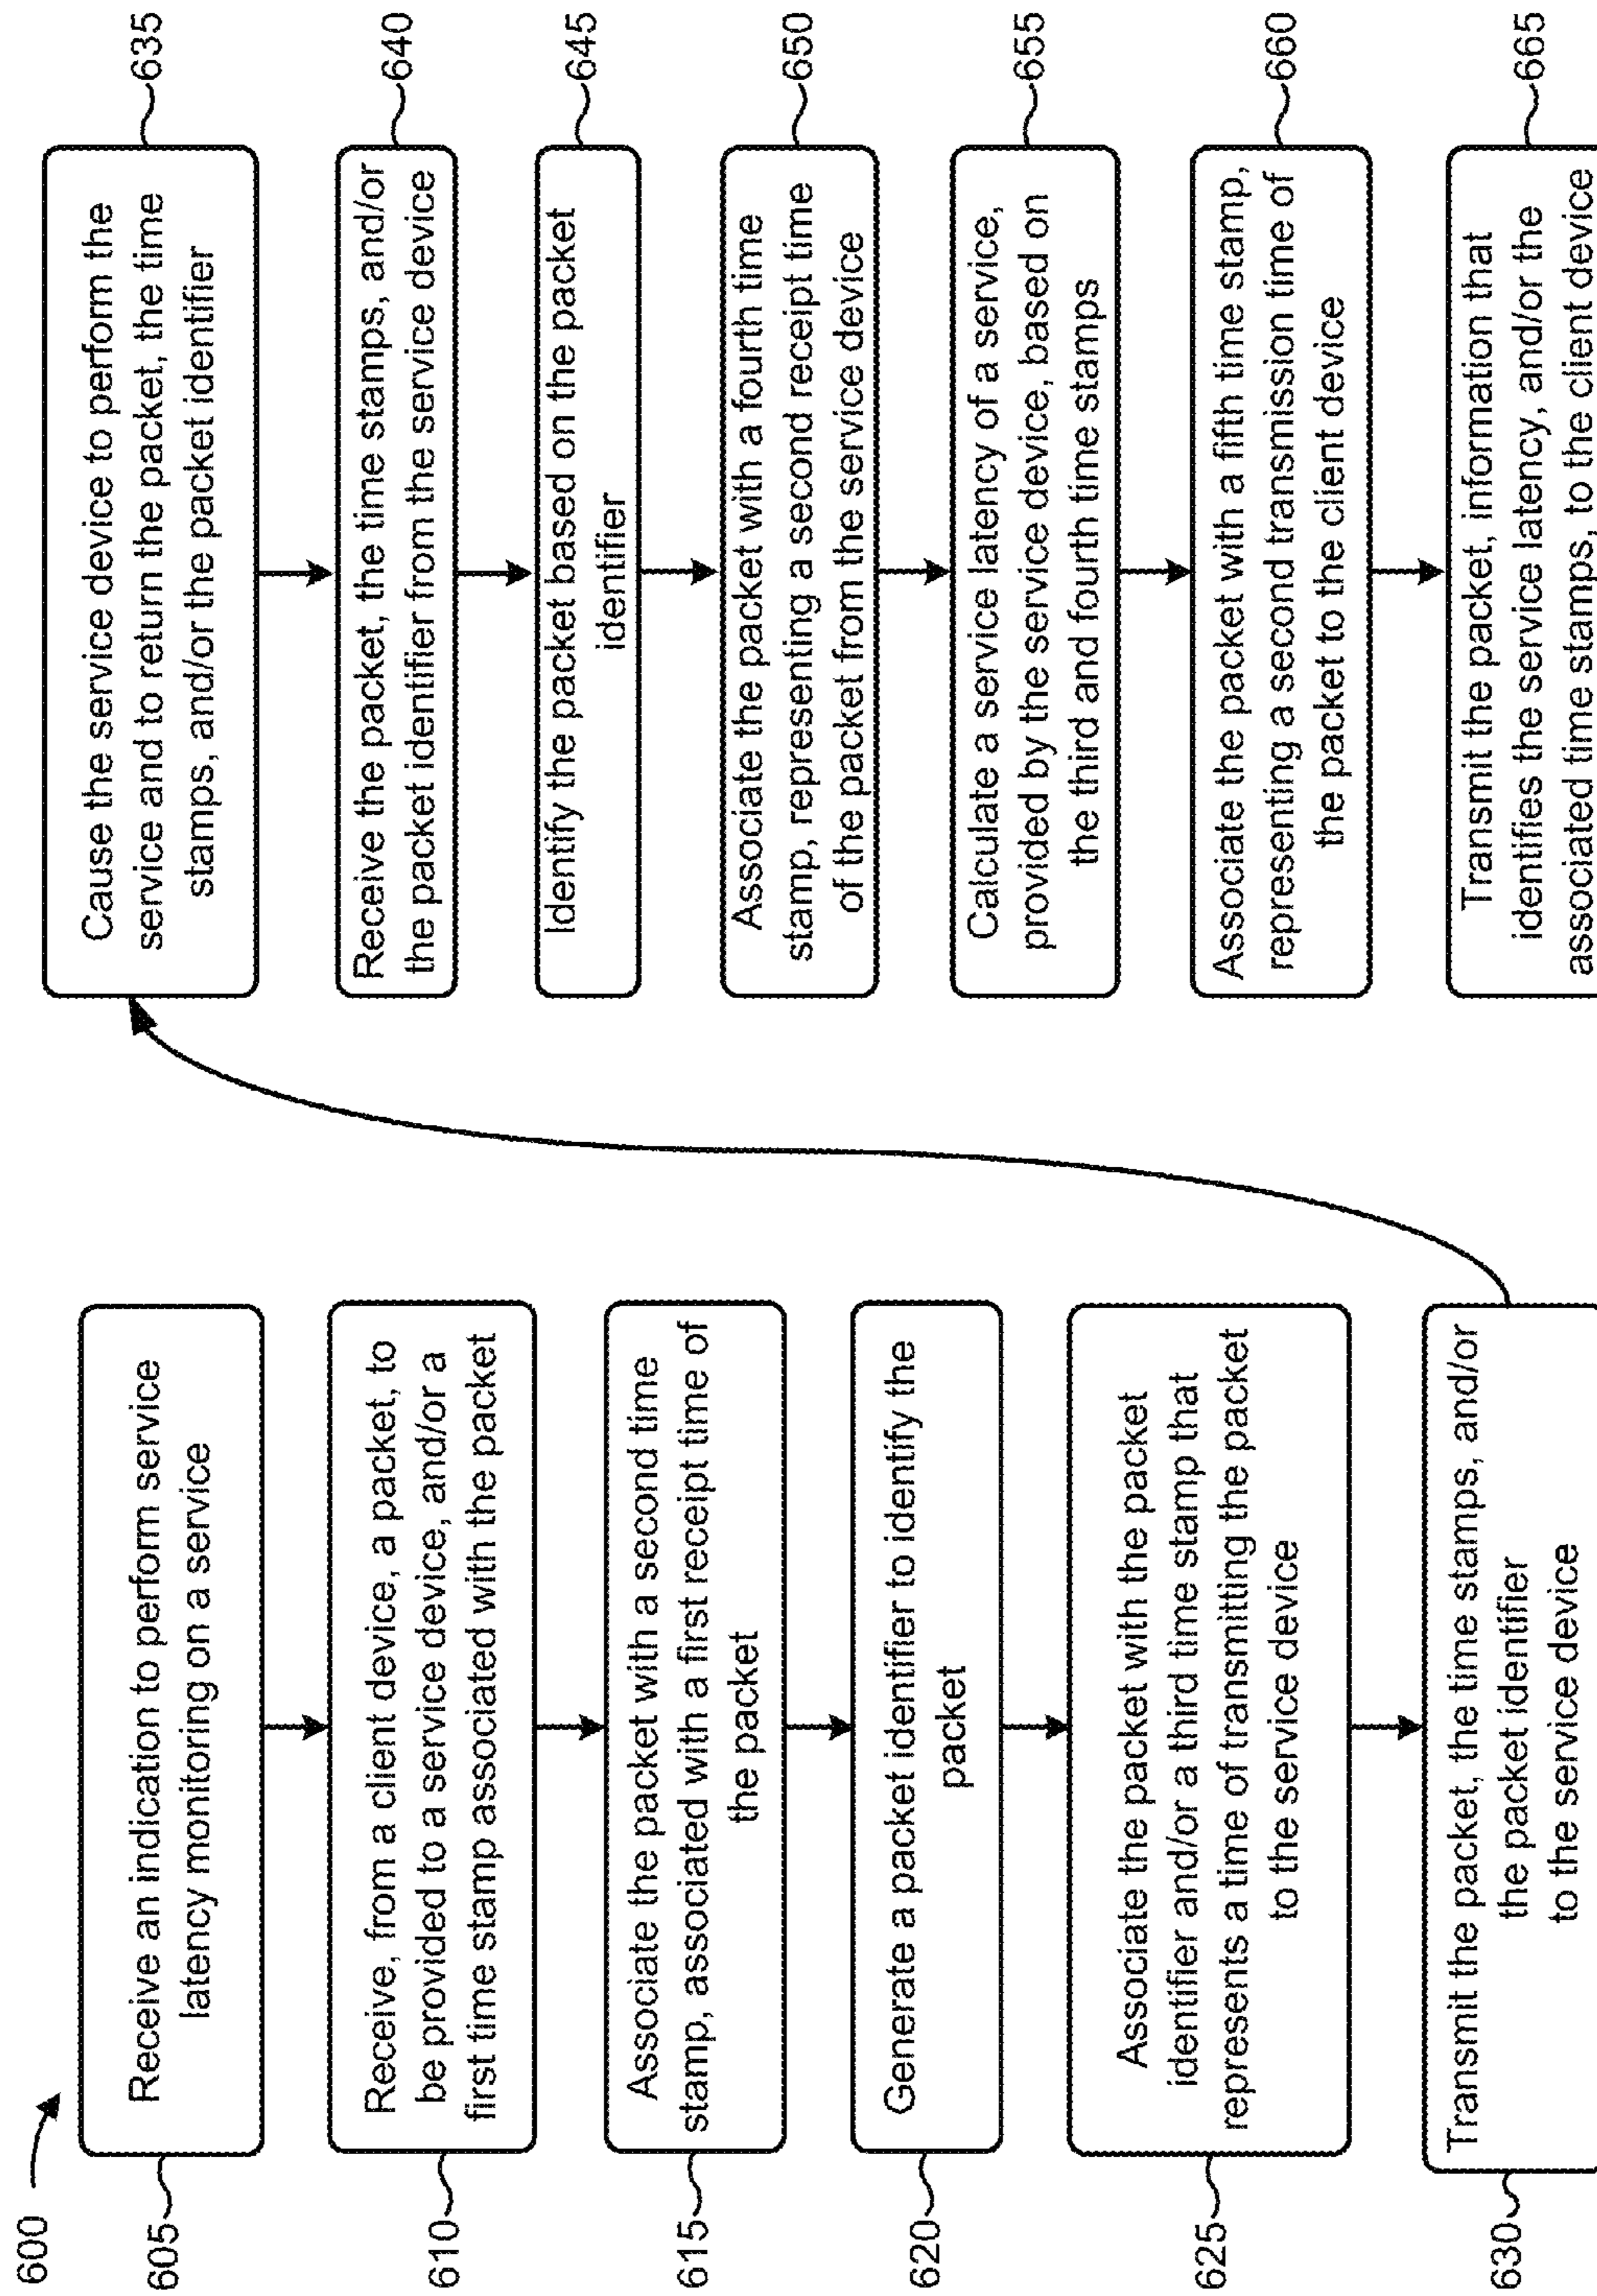 600
605
Receive an indication to perform service
latency monitoring on a service
610
Receive, from a client device, a packet, to
be provided to a service device, and/or a
first time stamp associated with the packet
615
Associate the packet with a second time
stamp, associated with a first receipt time of
the packet
620
Generate a packet identifier to identify the
packet
625
Associate the packet with the packet
identifier and/or a third time stamp that
represents a time of transmitting the packet
to the service device
630
Transmit the packet, the time stamps, and/or
the packet identifier
to the service device
635
Cause the service device to perform the
service and to return the packet, the time
stamps, and/or the packet identifier
640
Receive the packet, the time stamps, and/or
the packet identifier from the service device
645
Identify the packet based on the packet
identifier
650
Associate the packet with a fourth time
stamp, representing a second receipt time
of the packet from the service device
655
Calculate a service latency of a service,
provided by the service device, based on
the third and fourth time stamps
660
Associate the packet with a fifth time stamp,
representing a second transmission time of
the packet to the client device
665
Transmit the packet, information that
identifies the service latency, and/or the
associated time stamps, to the client device